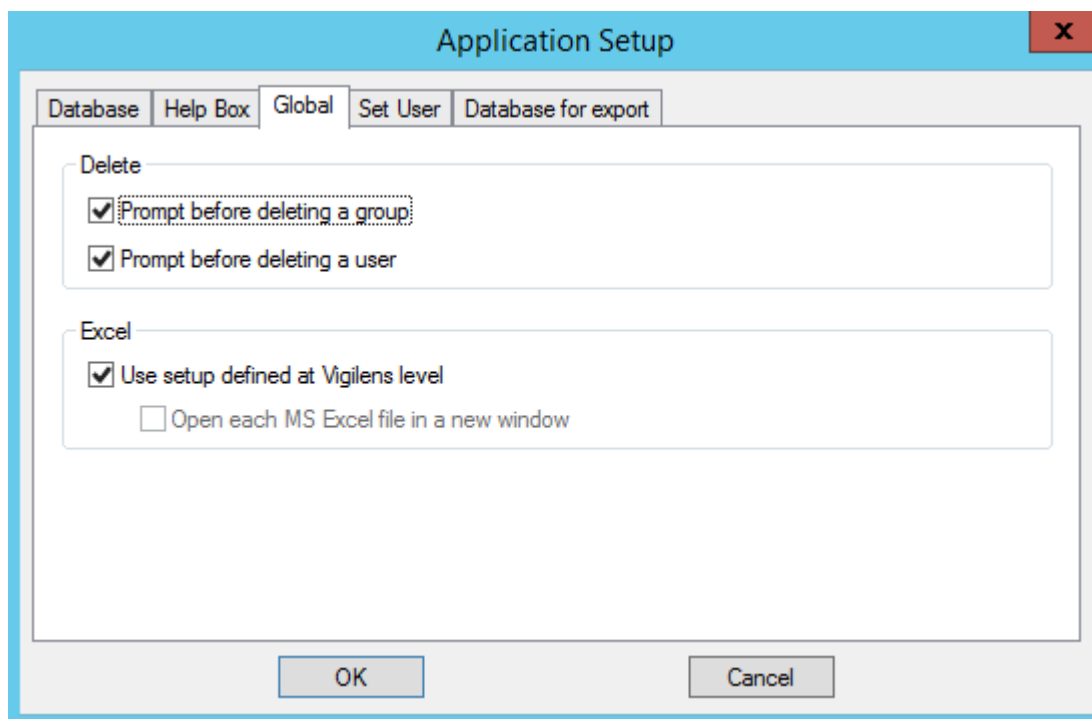 Application Setup
x
Database Help Box Global Set User Database for export
Delete
Prompt before deleting a group
Prompt before deleting a user
Excel
Use setup defined at Vigilens level
Open each MS Excel file in a new window
OK Cancel